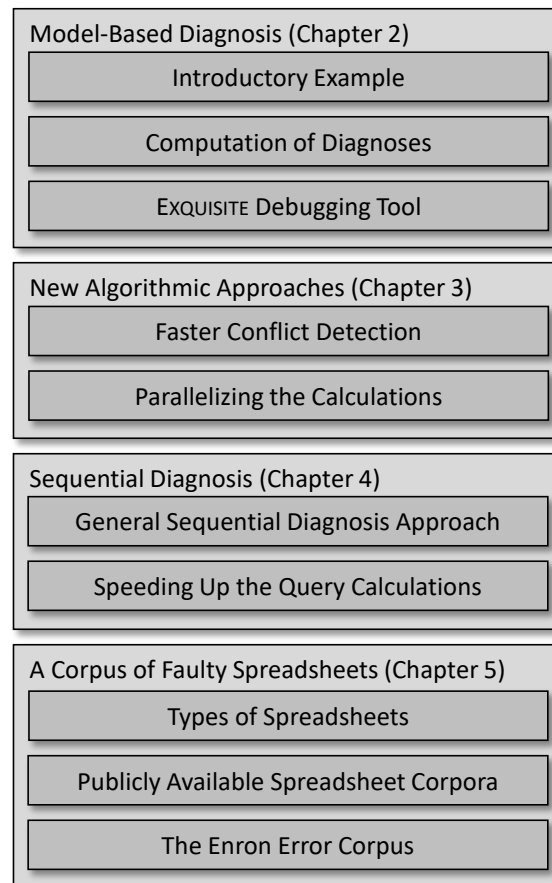 Model-Based Diagnosis (Chapter 2)
Introductory Example
Computation of Diagnoses
EXQUISITE Debugging Tool
New Algorithmic Approaches (Chapter 3)
Faster Conflict Detection
Parallelizing the Calculations
Sequential Diagnosis (Chapter 4)
General Sequential Diagnosis Approach
Speeding Up the Query Calculations
A Corpus of Faulty Spreadsheets (Chapter 5)
Types of Spreadsheets
Publicly Available Spreadsheet Corpora
The Enron Error Corpus